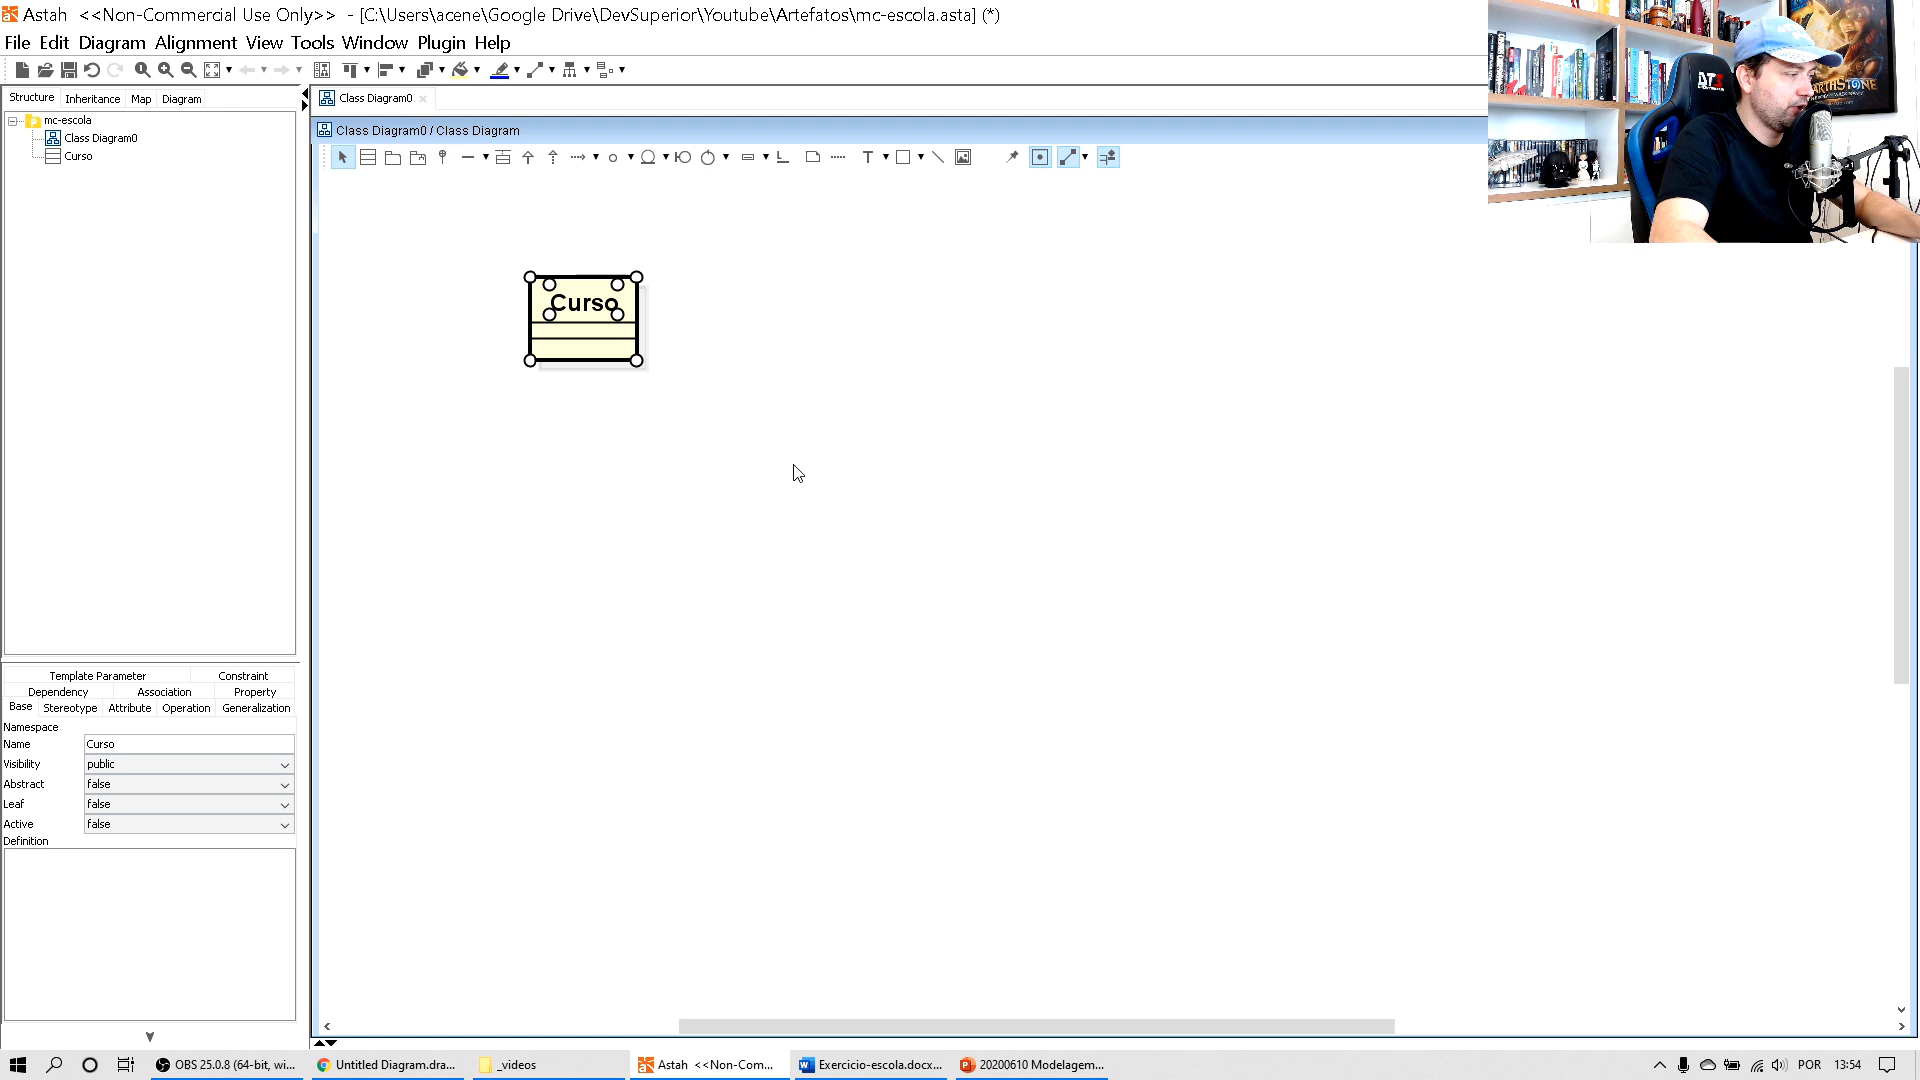 Astah <<Non-Commercial Use Only>> - [C:\Users\acene\Google Drive\DevSuperior\Youtube\Artefatos\mc-escola.asta] (*)
File Edit Diagram Alignment View Tools Window Plugin Help
Structure Inheritance Map Diagram
mc-escola
Class Diagram0
Curso
Class Diagram0
Class Diagram0 / Class Diagram
Curso
Template Parameter Constraint
Dependency Association Property
Base Stereotype Attribute Operation Generalization
Namespace
Name Curso
Visibility public
Abstract false
Leaf false
Active false
Definition
OBS 25.0.8 (64-bit, wi...
Untitled Diagram.dra...
_videos
Astah <<Non-Com...
Exercicio-escola.docx...
20200610 Modelagem...
POR
13:54